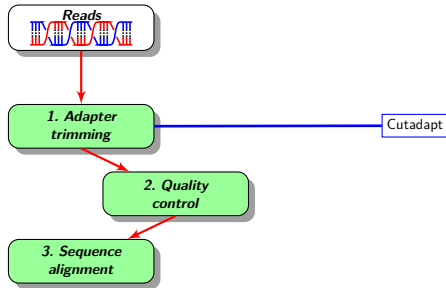 Reads
1. Adapter
trimming
Cutadapt
2. Quality
control
3. Sequence
alignment